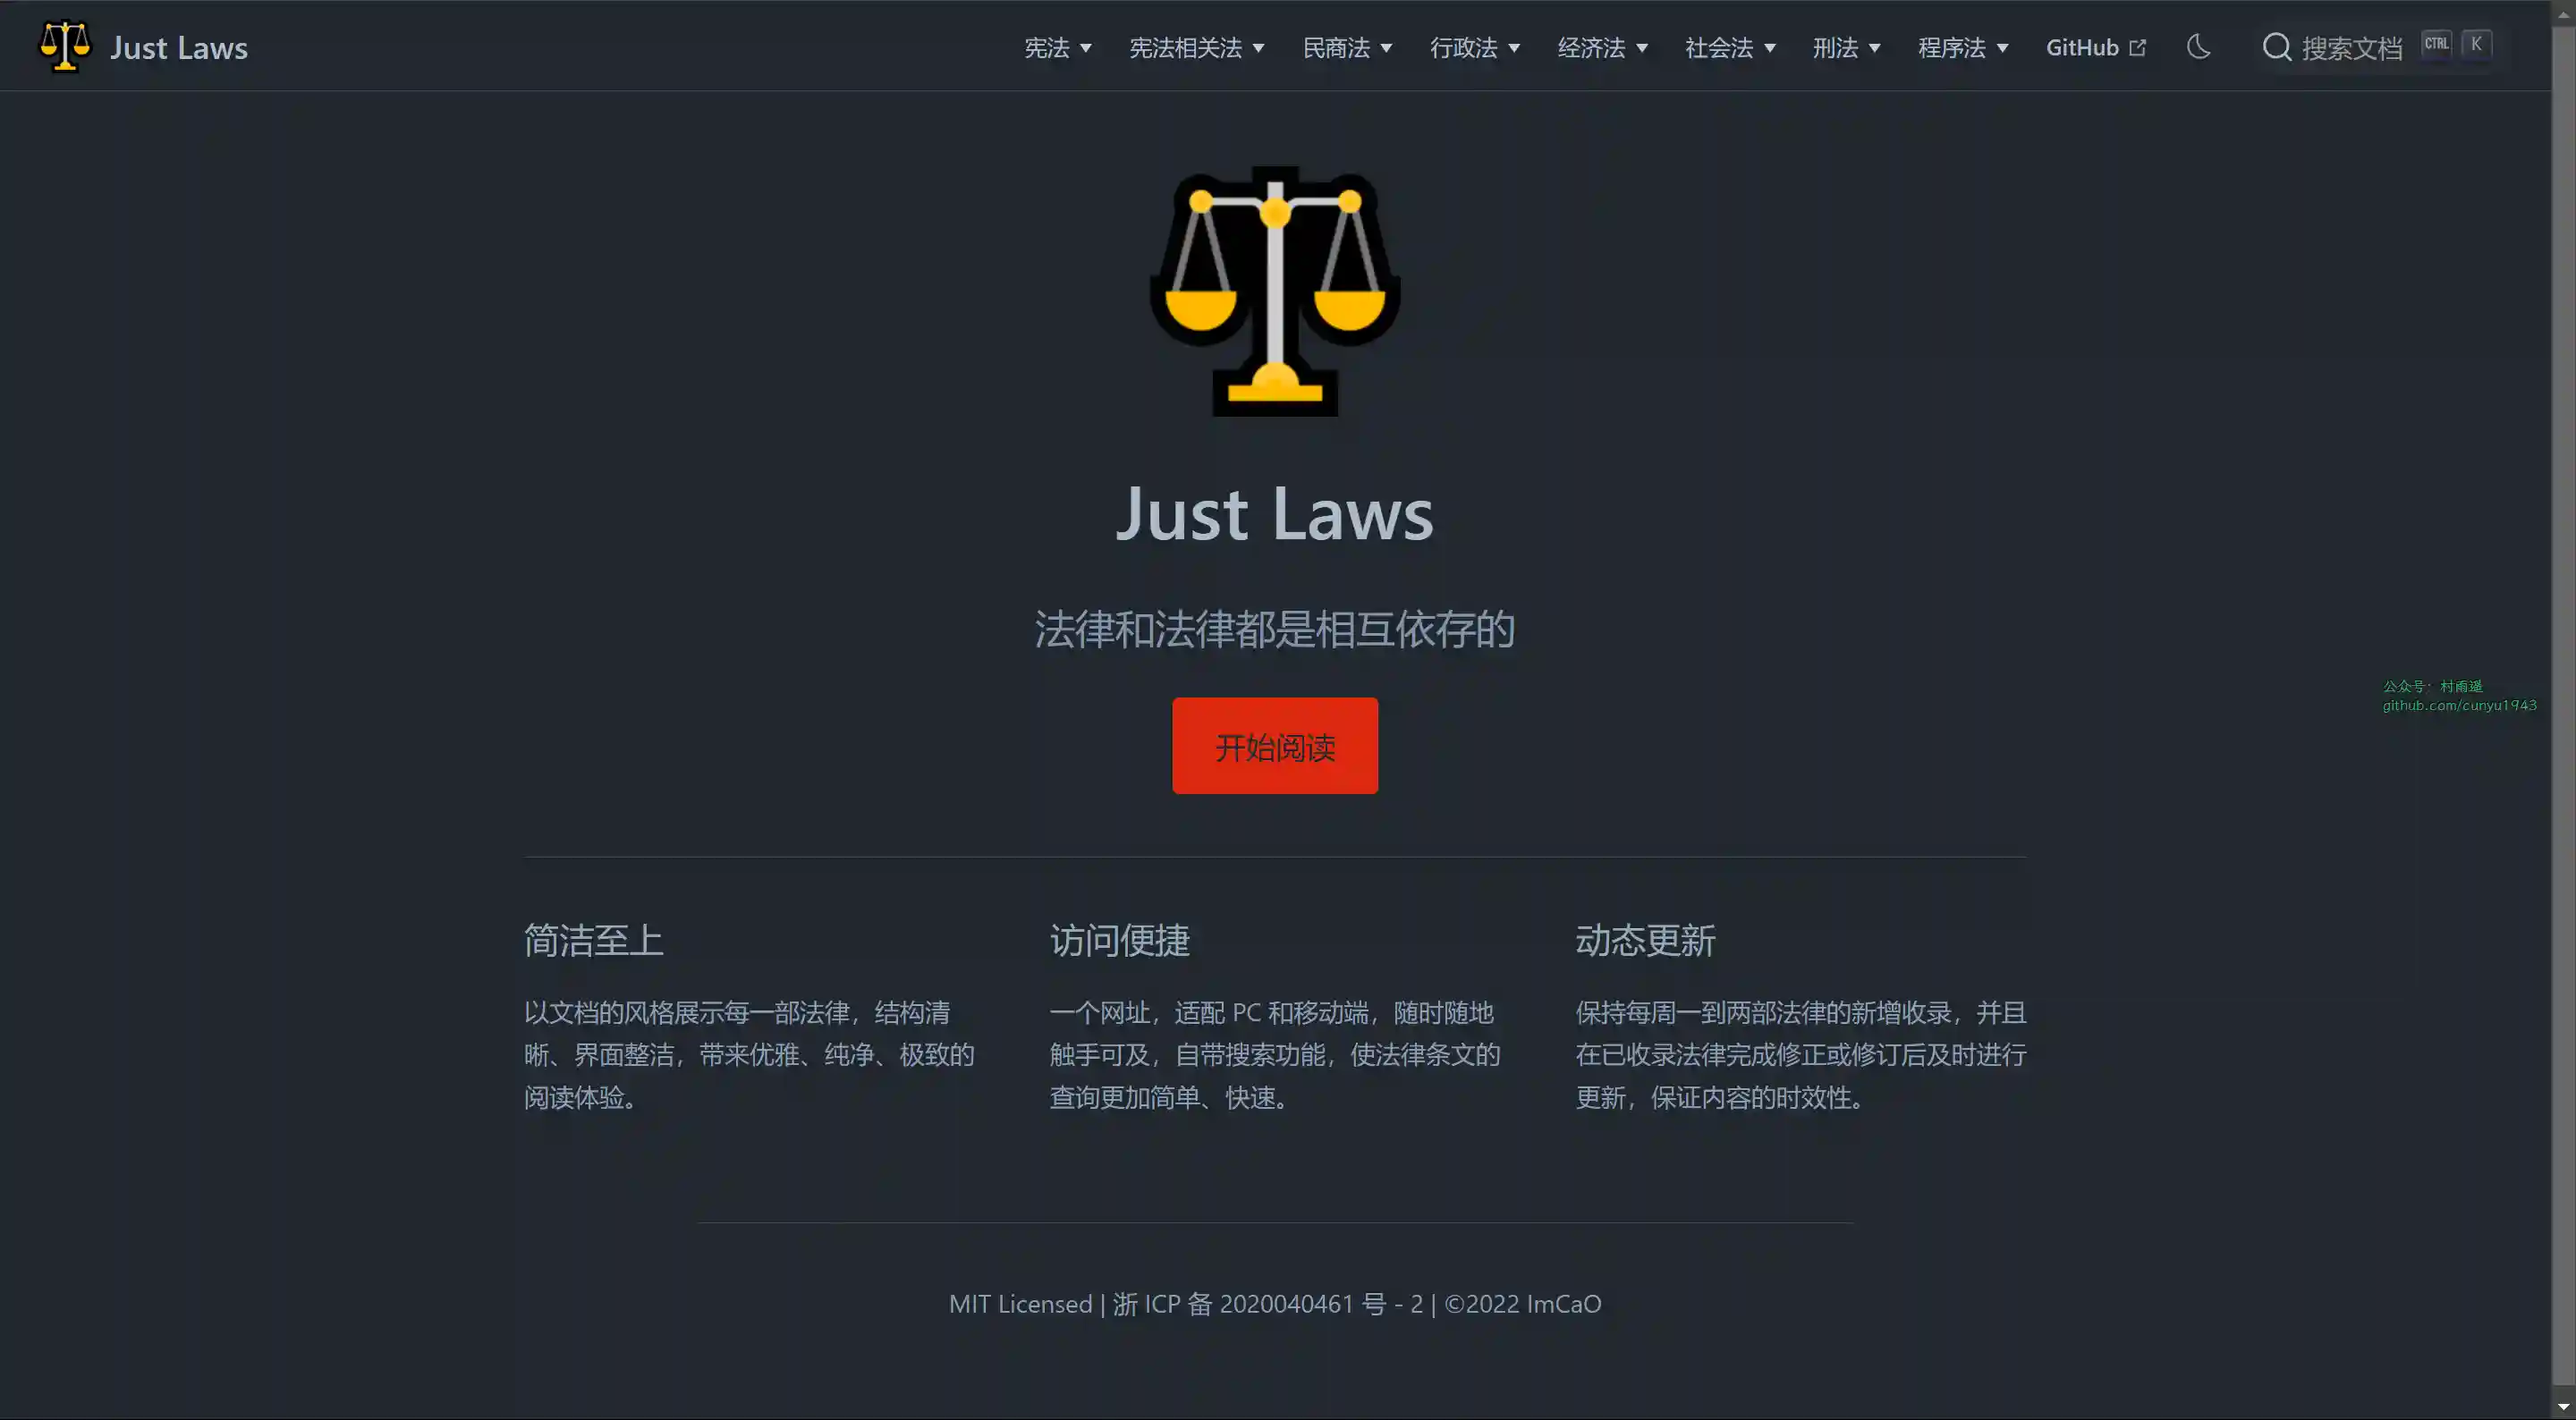 Just Laws
宪法 宪法相关法 民商法 行政法 经济法 社会法 刑法 程序法 GitHub 搜索文档 CTRL K
Just Laws
法律和法律都是相互依存的
公众号：村雨遥
github.com/cunyu1943
开始阅读
简洁至上
以文档的风格展示每一部法律，结构清
晰、界面整洁，带来优雅、纯净、极致的
阅读体验。
访问便捷
一个网址，适配 PC 和移动端，随时随地
触手可及，自带搜索功能，使法律条文的
查询更加简单、快速。
动态更新
保持每周一到两部法律的新增收录，并且
在已收录法律完成修正或修订后及时进行
更新，保证内容的时效性。
MIT Licensed | 浙 ICP 备 2020040461 号 - 2 | ©2022 ImCaO